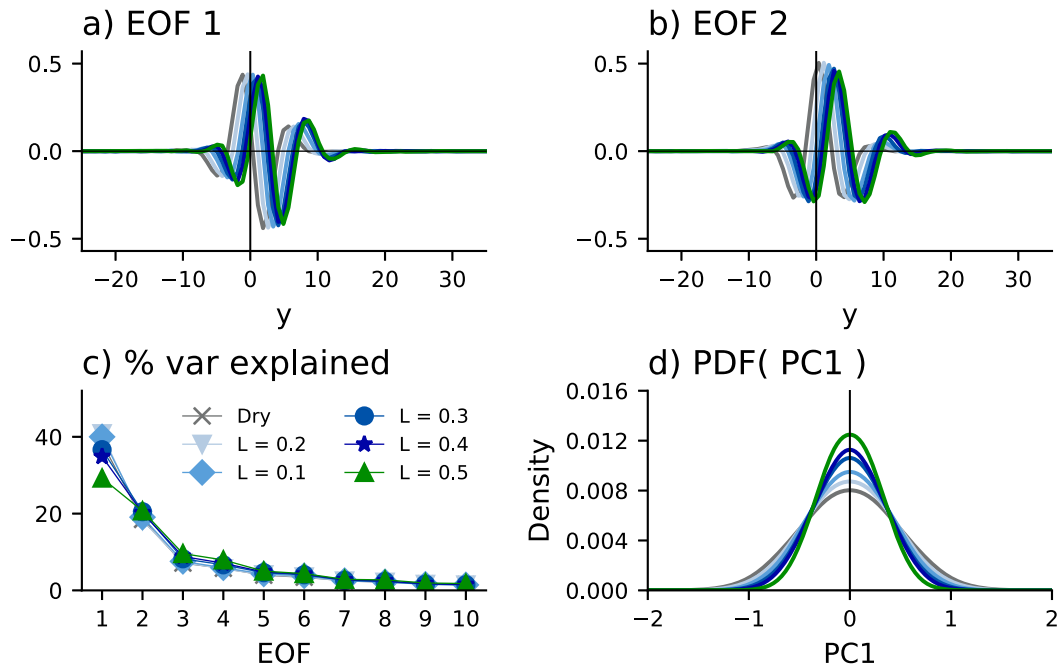 a) EOF 1
0.5
0.0
−0.5
−20 −10 0 10 20 30
y
b) EOF 2
0.5
0.0
−0.5
−20 −10 0 10 20 30
y
c) % var explained
40
20
0
Dry
L = 0.2
L = 0.1
L = 0.3
L = 0.4
L = 0.5
1 2 3 4 5 6 7 8 9 10
EOF
d) PDF( PC1 )
Density
0.016
0.012
0.008
0.004
0.000
−2 −1 0 1 2
PC1